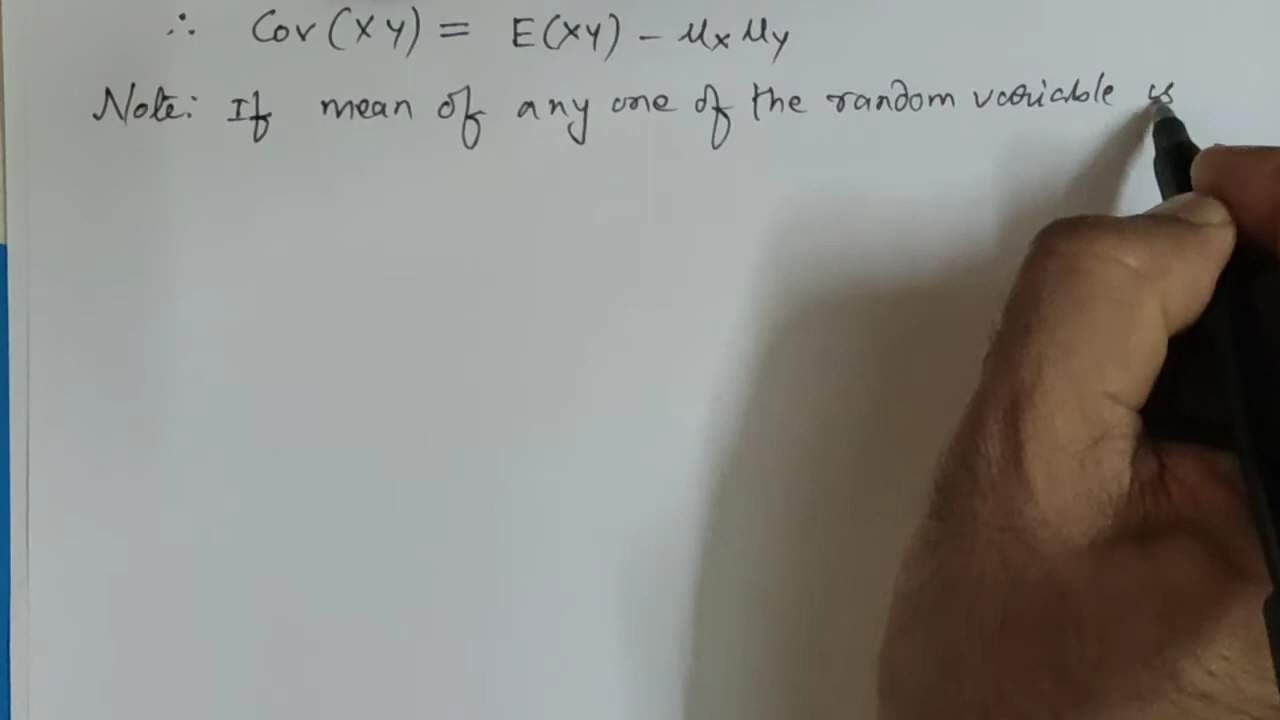 ∴ Cov(XY) = E(XY) - μx μy
Note: If mean of any one of the random variable is